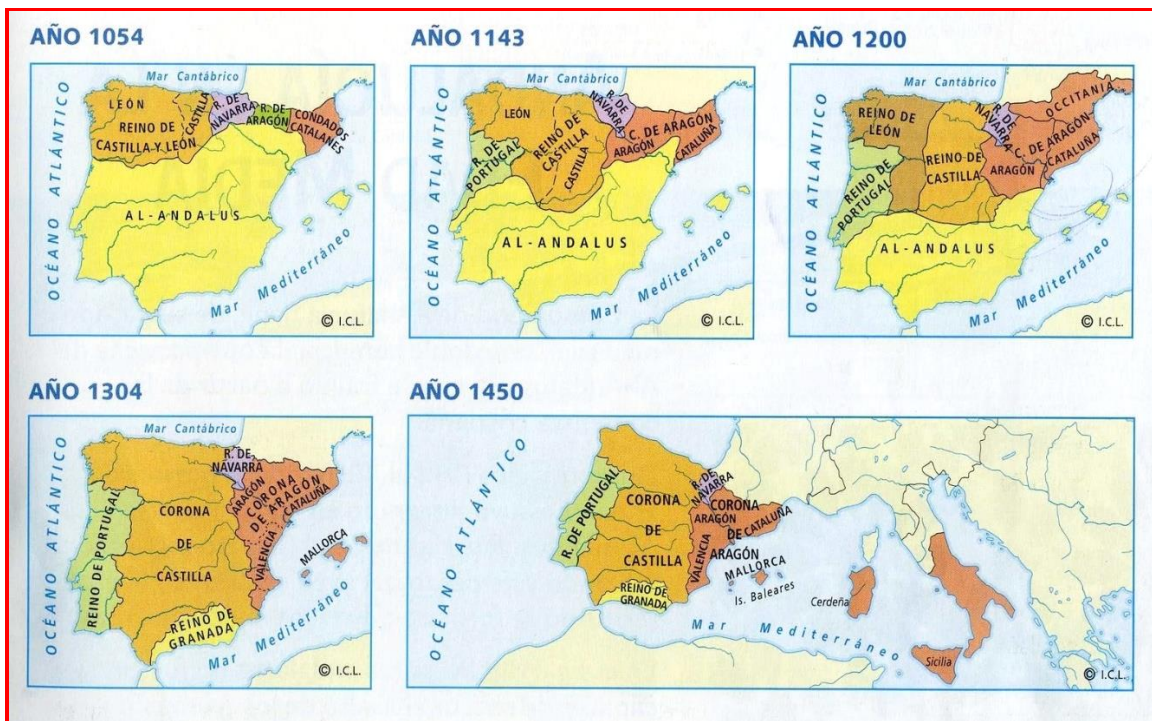 AÑO 1054
Mar Cantábrico
OCÉANO ATLÁNTICO
LEÓN
REINO DE
CASTILLA Y LEÓN
CASTILLA
R. DE
NAVARRA
R. DE
ARAGÓN
CONDADOS
CATALANES
AL-ANDALUS
Mar Mediterráneo
© I.C.L.
AÑO 1143
Mar Cantábrico
OCÉANO ATLÁNTICO
LEÓN
R. DE
PORTUGAL
REINO DE
CASTILLA
CASTILLA
R. DE
NAVARRA
C. DE ARAGÓN
ARAGÓN
CATALUÑA
AL-ANDALUS
Mar Mediterráneo
© I.C.L.
AÑO 1200
Mar Cantábrico
OCÉANO ATLÁNTICO
REINO DE
LEÓN
REINO DE
PORTUGAL
REINO DE
CASTILLA
R. DE
NAVARRA
OCCITANIA
C. DE ARAGÓN
ARAGÓN
CATALUÑA
AL-ANDALUS
Mar Mediterráneo
© I.C.L.
AÑO 1304
Mar Cantábrico
OCÉANO ATLÁNTICO
REINO DE PORTUGAL
CORONA
DE
CASTILLA
R. DE
NAVARRA
ARAGÓN
CORONA
DE ARAGÓN
CATALUÑA
VALENCIA
MALLORCA
REINO DE
GRANADA
Mar Mediterráneo
© I.C.L.
AÑO 1450
OCÉANO ATLÁNTICO
R. DE PORTUGAL
CORONA
DE
CASTILLA
R. DE
NAVARRA
CORONA
ARAGÓN
DE CATALUÑA
ARAGÓN
VALENCIA
MALLORCA
Is. Baleares
REINO DE
GRANADA
Cerdeña
Sicilia
Mar Mediterráneo
© I.C.L.